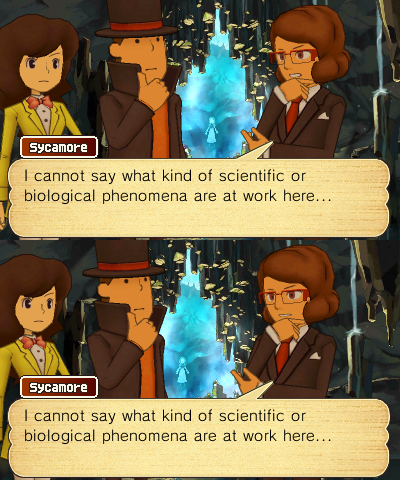 Sycamore
I cannot say what kind of scientific or
biological phenomena are at work here...
Sycamore
I cannot say what kind of scientific or
biological phenomena are at work here...